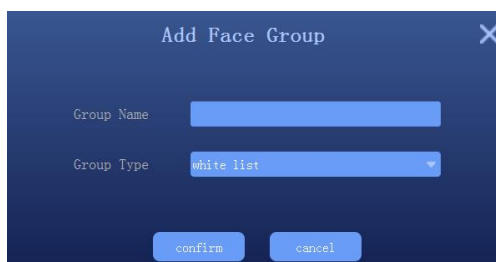 Add Face Group
Group Name
Group Type
white list
confirm
cancel